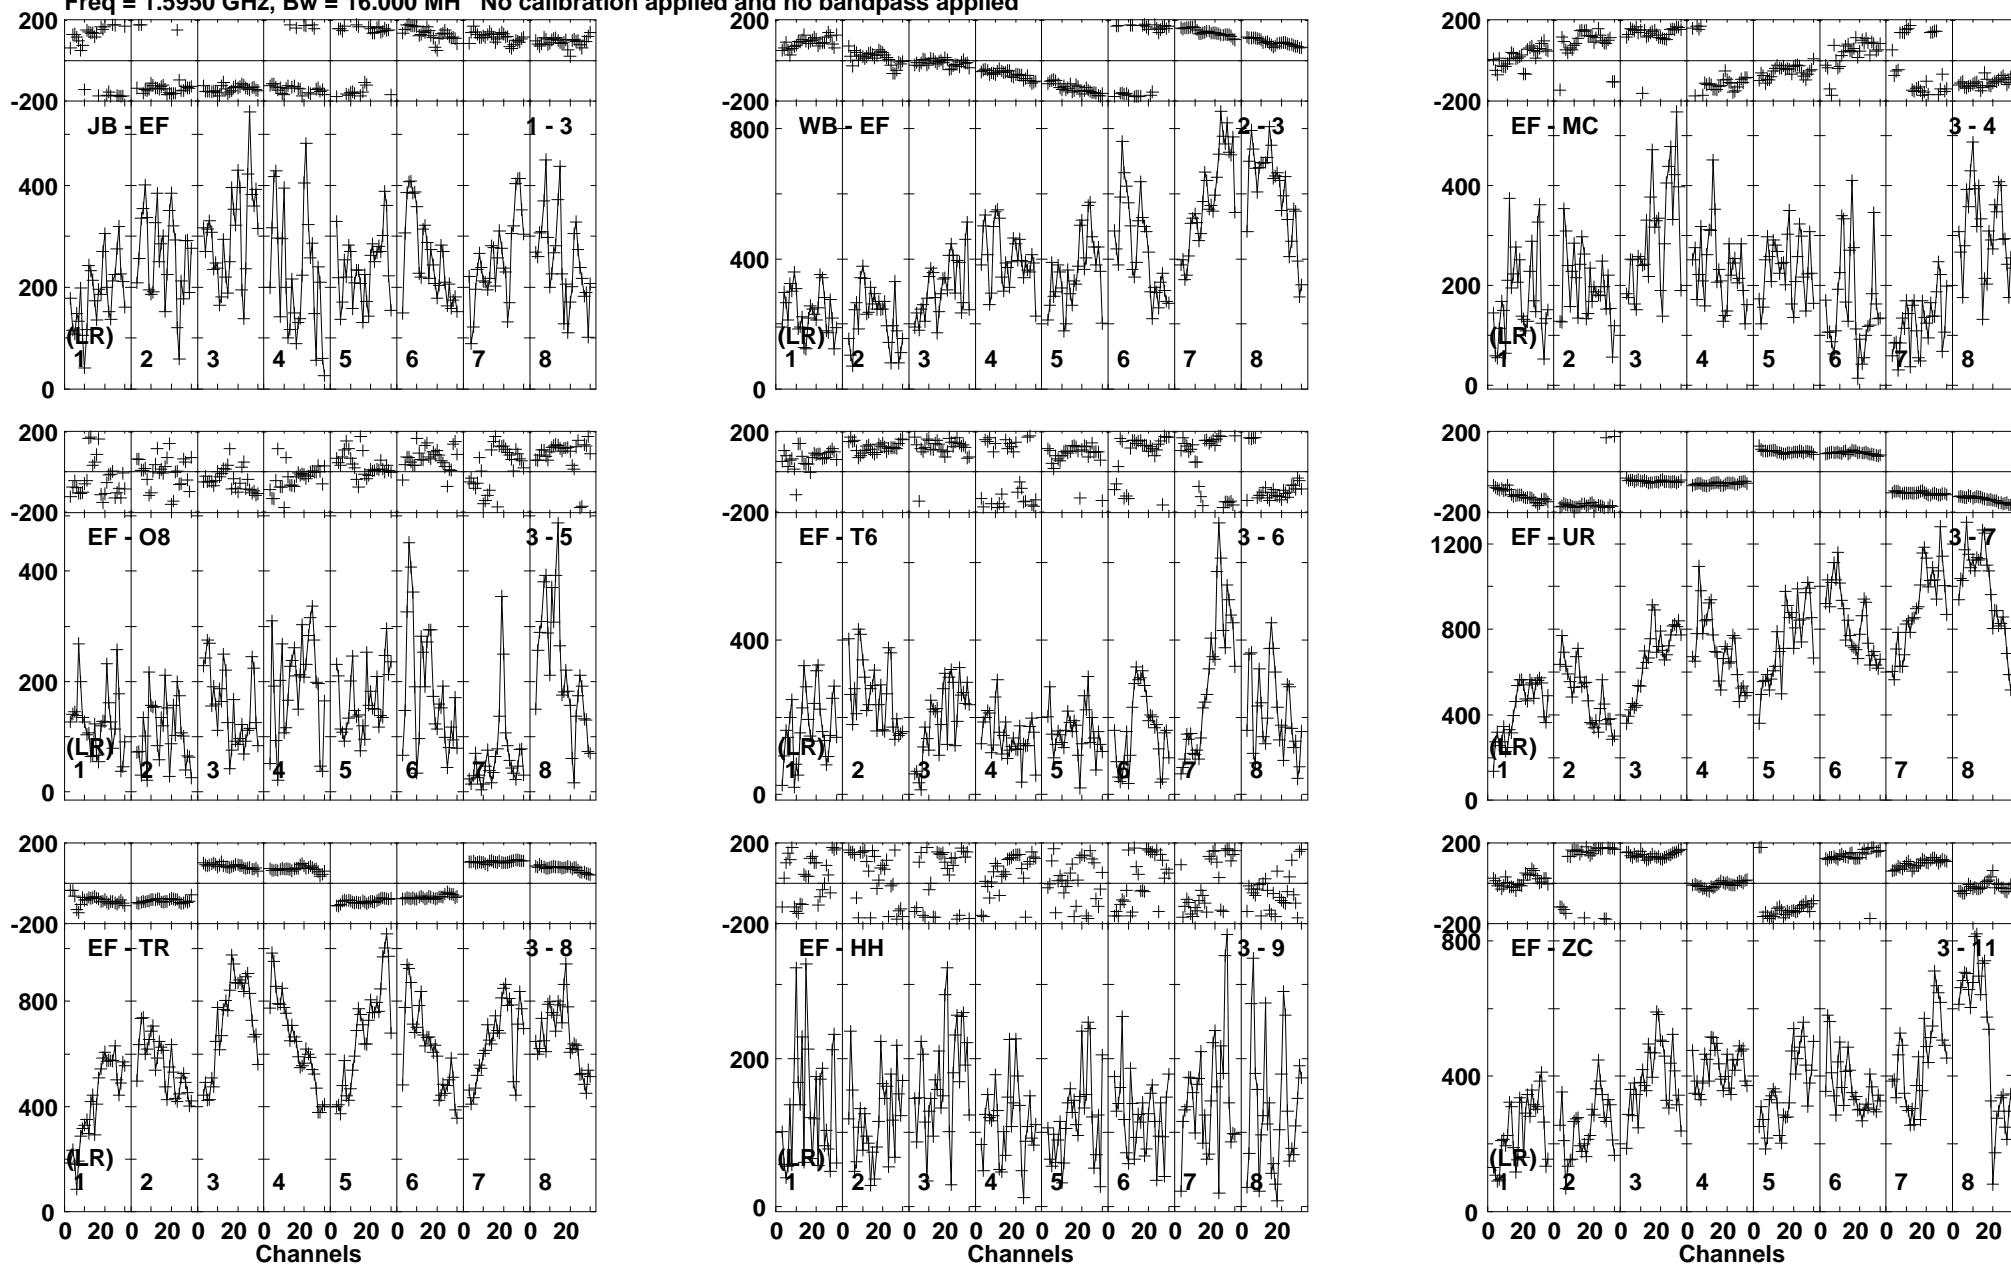 Freq = 1.5950 GHz, Bw = 16.000 MH No calibration applied and no bandpass applied
200 200 200
-200 -200 -200
JB - EF 1 - 3 WB - EF 2 - 3 EF - MC 3 - 4
800
400 400
400
200 200
(LR) (LR) (LR)
1 2 3 4 5 6 7 8 1 2 3 4 5 6 7 8 1 2 3 4 5 6 7 8
0 0 0
200 200 200
-200 -200 -200
EF - O8 3 - 5 EF - T6 3 - 6 EF - UR 3 - 7
1200
400
400 800
200
400
(LR) (LR) (LR)
1 2 3 4 5 6 7 8 1 2 3 4 5 6 7 8 1 2 3 4 5 6 7 8
0 0 0
200 200 200
-200 -200 -200
EF - TR 3 - 8 EF - HH 3 - 9 EF - ZC 3 - 11
800
800
200
400
400
(LR) (LR) (LR)
1 2 3 4 5 6 7 8 1 2 3 4 5 6 7 8 1 2 3 4 5 6 7 8
0 0 0
0 20 0 20 0 20 0 20 0 20 0 20 0 20 0 20 0 20 0 20 0 20 0 20 0 20 0 20 0 20 0 20 0 20 0 20 0 20 0 20 0 20 0 20 0 20 0 20
Channels Channels Channels